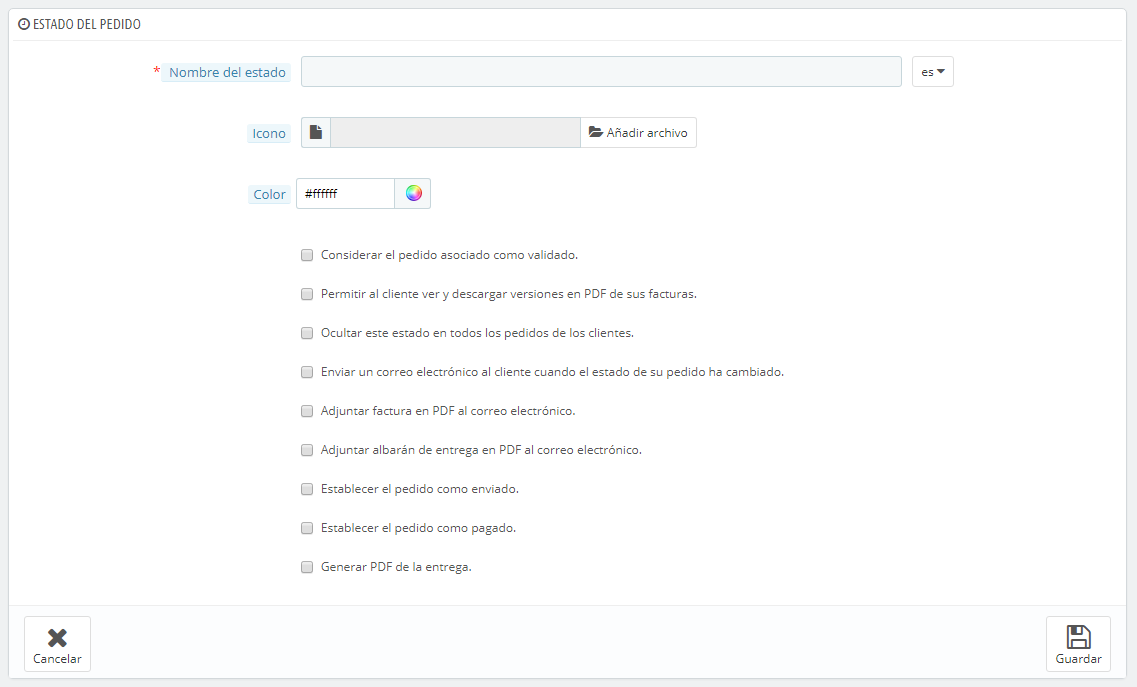 ESTADO DEL PEDIDO
* Nombre del estado
es
Icono
Añadir archivo
Color
#ffffff
Considerar el pedido asociado como validado.
Permitir al cliente ver y descargar versiones en PDF de sus facturas.
Ocultar este estado en todos los pedidos de los clientes.
Enviar un correo electrónico al cliente cuando el estado de su pedido ha cambiado.
Adjuntar factura en PDF al correo electrónico.
Adjuntar albarán de entrega en PDF al correo electrónico.
Establecer el pedido como enviado.
Establecer el pedido como pagado.
Generar PDF de la entrega.
Cancelar
Guardar